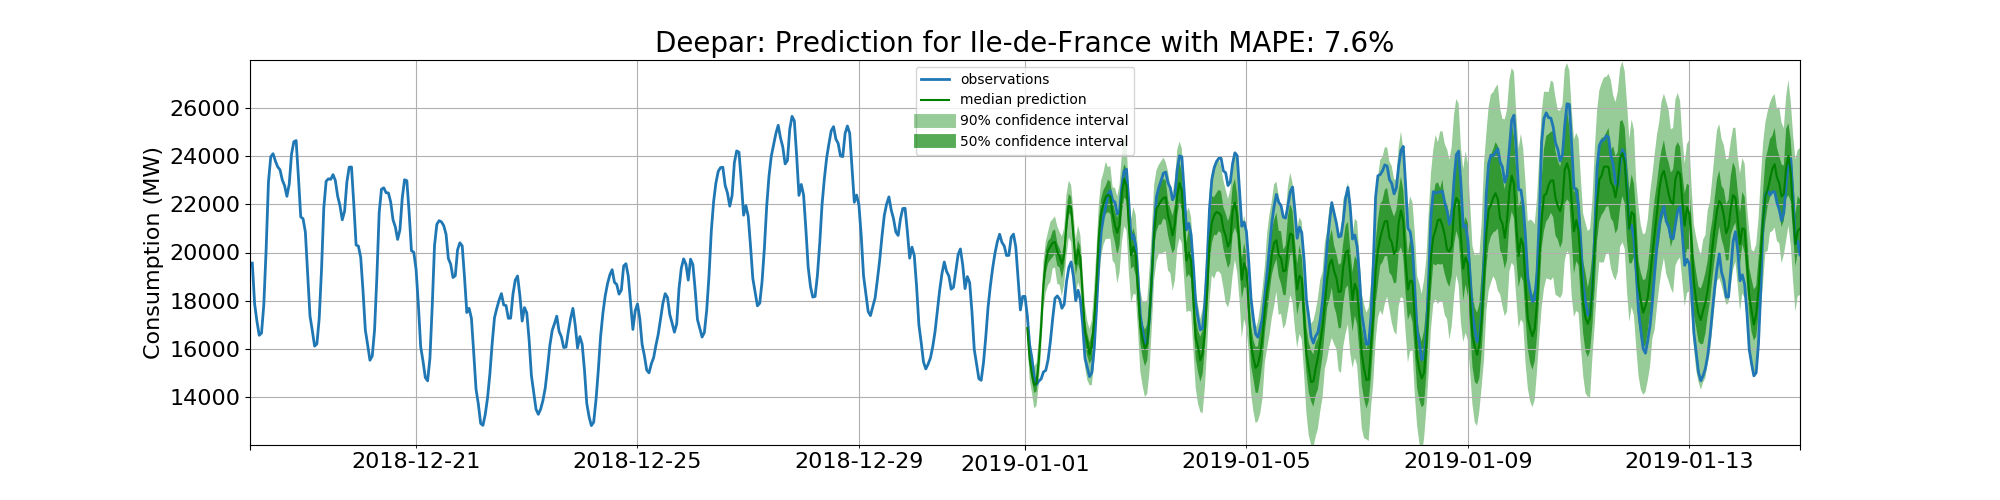 Deepar: Prediction for Ile-de-France with MAPE: 7.6%
observations
median prediction
90% confidence interval
50% confidence interval
Consumption (MW)
26000
24000
22000
20000
18000
16000
14000
2018-12-21 2018-12-25 2018-12-29 2019-01-01 2019-01-05 2019-01-09 2019-01-13